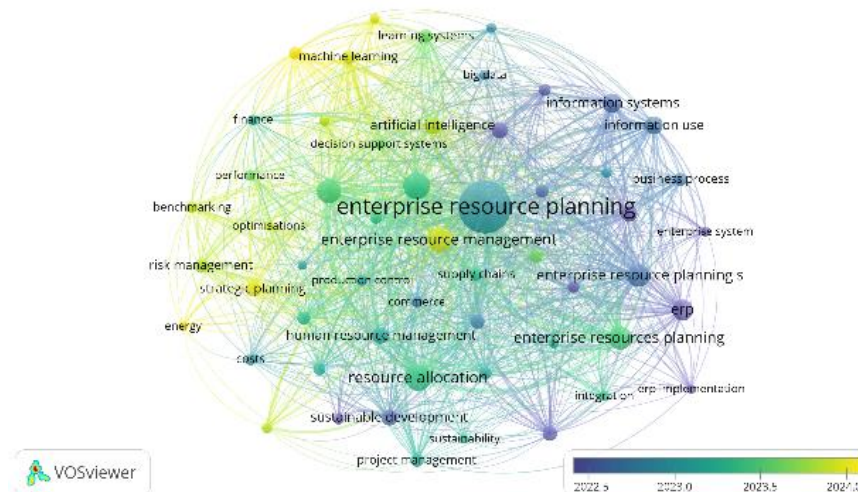 learning systems
machine learning
big data
information systems
finance
artificial intelligence
information use
decision support systems
performance
business process
benchmarking
enterprise resource planning
optimisations
enterprise system
enterprise resource management
risk management
supply chains
enterprise resource planning s
strategic planning
production control
commerce
erp
energy
human resource management
enterprise resources planning
costs
resource allocation
erp implementation
integration
sustainable development
sustainability
project management
VOSviewer
2022.5 2023.0 2023.5 2024.0